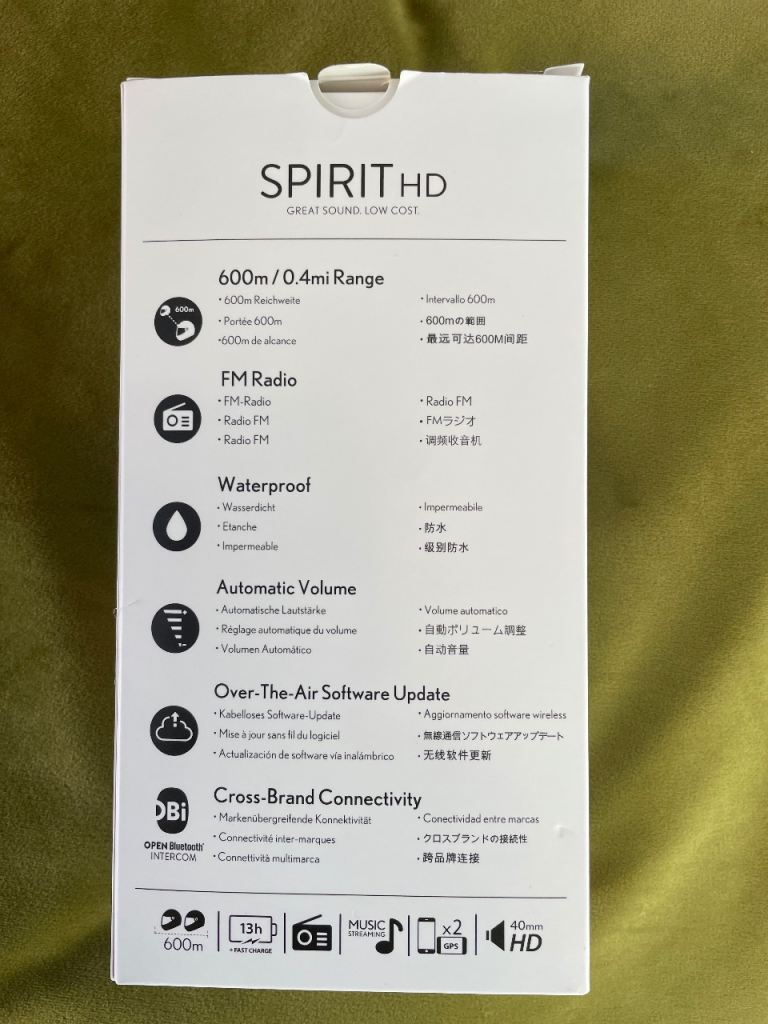 SPIRIT HD
GREAT SOUND. LOW COST.
600m / 0.4mi Range
600m
• 600m Reichweite
• Portée 600m
•600m de alcance
• Intervallo 600m
• 600mの範囲
• 最远可达600M间距
FM Radio
• FM-Radio
• Radio FM
• Radio FM
• Radio FM
• FMラジオ
• 调频收音机
Waterproof
• Wasserdicht
• Etanche
• Impermeable
• Impermeabile
• 防水
• 级别防水
Automatic Volume
• Automatische Lautstärke
• Réglage automatique du volume
• Volumen Automático
• Volume automatico
• 自動ボリューム調整
• 自动音量
Over-The-Air Software Update
• Kabelloses Software-Update
• Mise à jour sans fil du logiciel
• Actualización de software vía inalámbrico
• Aggiornamento software wireless
• 無線通信ソフトウェアアップデート
• 无线软件更新
Cross-Brand Connectivity
OBi
OPEN Bluetooth®
INTERCOM
• Markenübergreifende Konnektivität
• Connectivité inter-marques
• Connettività multimarca
• Conectividad entre marcas
• クロスブランドの接続性
• 跨品牌连接
600m
13h
+ FAST CHARGE
MUSIC
STREAMING
x2
GPS
40mm
HD